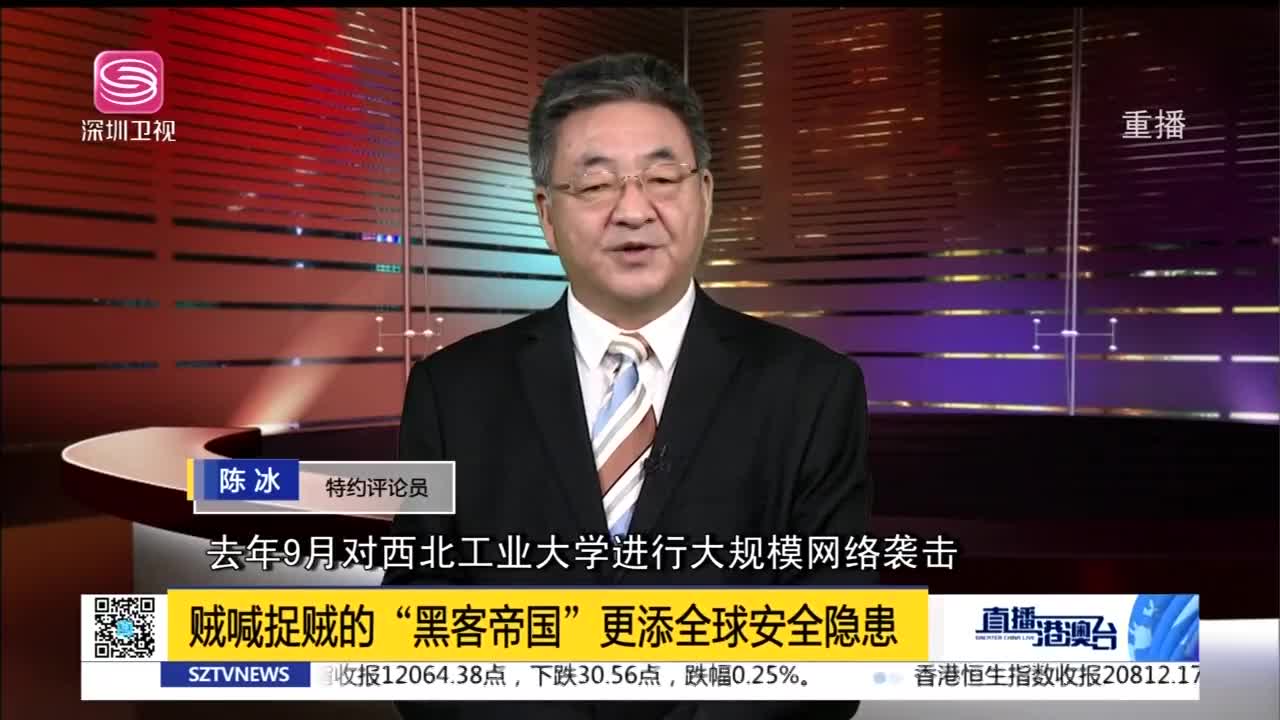 深圳卫视
重播
陈冰
特约评论员
去年9月对西北工业大学进行大规模网络袭击
贼喊捉贼的“黑客帝国”更添全球安全隐患
直播港澳台
GREATER CHINA LIVE
SZTVNEWS
指收报12064.38点，下跌30.56点，跌幅0.25%。
香港恒生指数收报20812.17